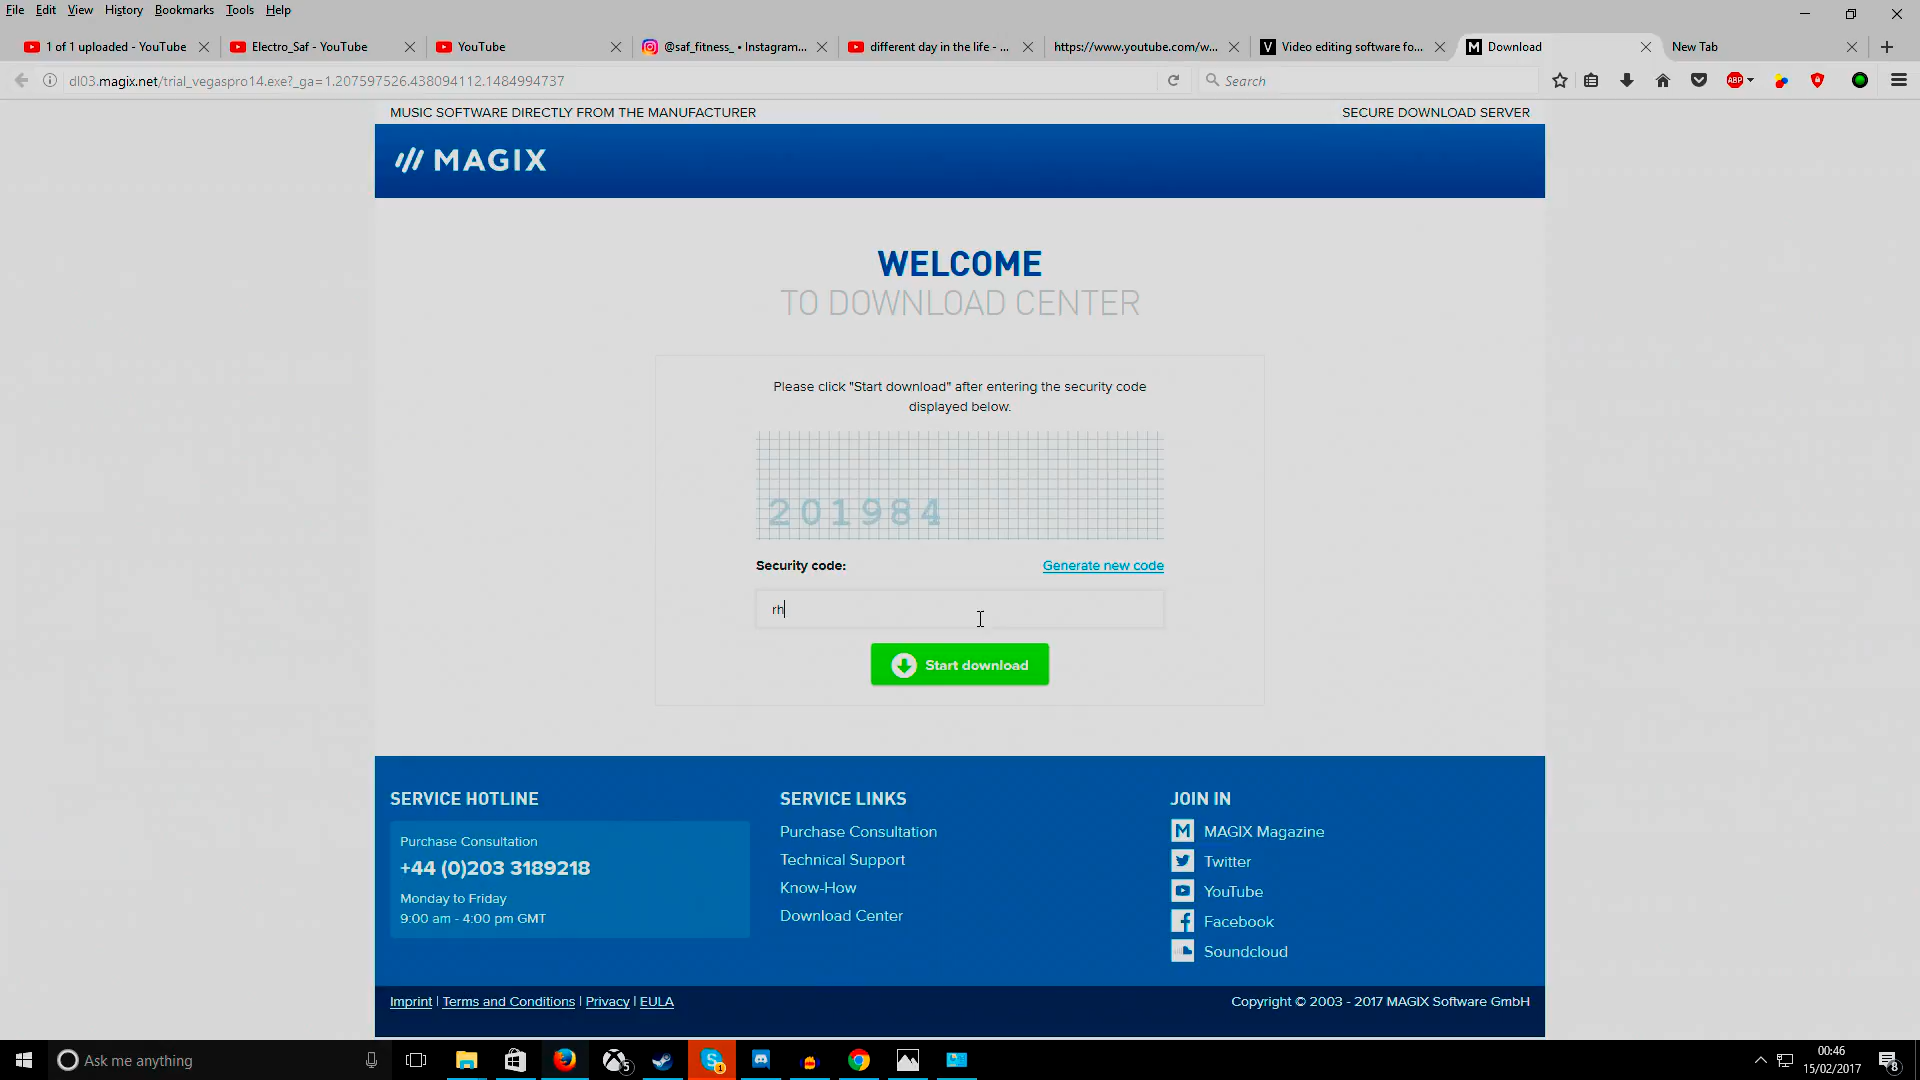 File Edit View History Bookmarks Tools Help
1 of 1 uploaded - YouTube
Electro_Saf - YouTube
YouTube
@saf_fitness_ • Instagram...
different day in the life - ...
https://www.youtube.com/w...
Video editing software fo...
Download
New Tab
dl03.magix.net/trial_vegaspro14.exe?_ga=1.207597526.438094112.1484994737
Search
ABP
MUSIC SOFTWARE DIRECTLY FROM THE MANUFACTURER
SECURE DOWNLOAD SERVER
MAGIX
WELCOME
TO DOWNLOAD CENTER
Please click "Start download" after entering the security code
displayed below.
201984
Security code:
Generate new code
rh
Start download
SERVICE HOTLINE
Purchase Consultation
+44 (0)203 3189218
Monday to Friday
9:00 am - 4:00 pm GMT
SERVICE LINKS
Purchase Consultation
Technical Support
Know-How
Download Center
JOIN IN
MAGIX Magazine
Twitter
YouTube
Facebook
Soundcloud
Imprint | Terms and Conditions | Privacy | EULA
Copyright © 2003 - 2017 MAGIX Software GmbH
Ask me anything
5
1
00:46
15/02/2017
8